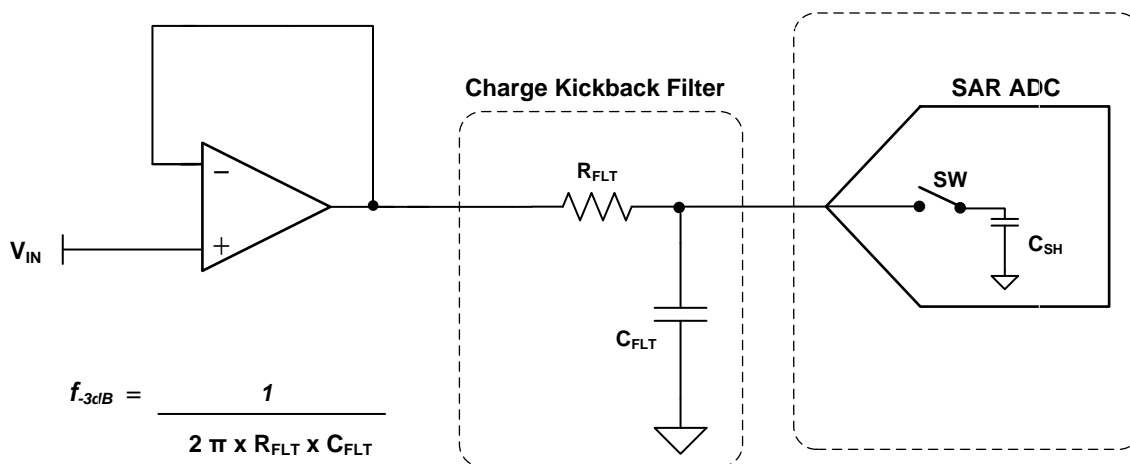 Charge Kickback Filter
SAR ADC
R_FLT
SW
−
+
V_IN
C_SH
C_FLT
f_-3dB = 1
2 π x R_FLT x C_FLT